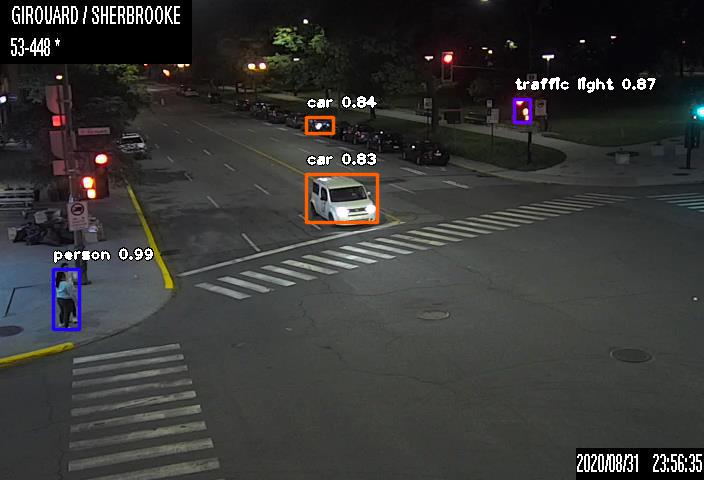 GIROUARD / SHERBROOKE
53-448 *
traffic light 0.87
car 0.84
car 0.83
person 0.99
2020/08/31 23:56:35